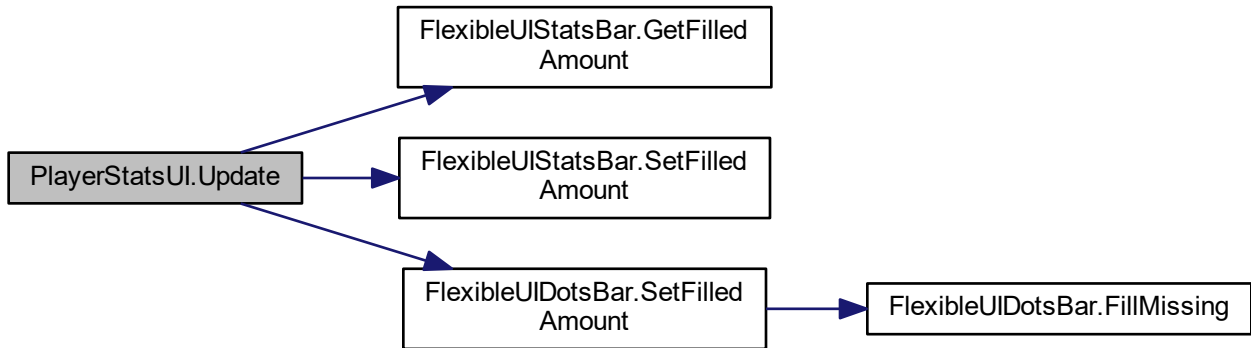 FlexibleUIStatsBar.GetFilled
Amount
PlayerStatsUI.Update
FlexibleUIStatsBar.SetFilled
Amount
FlexibleUIDotsBar.SetFilled
Amount
FlexibleUIDotsBar.FillMissing